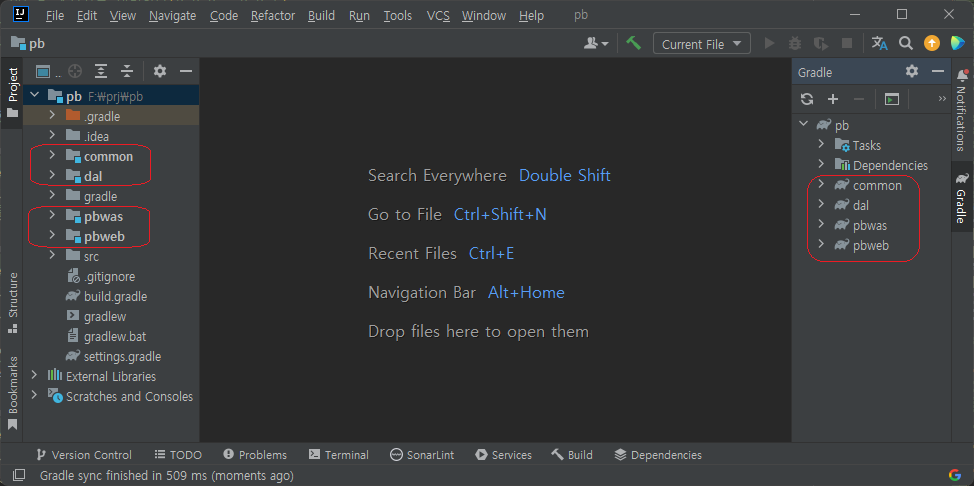 File Edit View Navigate Code Refactor Build Run Tools VCS Window Help pb
pb
Current File
Project
..
pb F:₩prj₩pb
.gradle
.idea
common
dal
gradle
pbwas
pbweb
src
.gitignore
build.gradle
gradlew
gradlew.bat
settings.gradle
External Libraries
Scratches and Consoles
Structure
Bookmarks
Search Everywhere Double Shift
Go to File Ctrl+Shift+N
Recent Files Ctrl+E
Navigation Bar Alt+Home
Drop files here to open them
Gradle
pb
Tasks
Dependencies
common
dal
pbwas
pbweb
Notifications
Gradle
Version Control TODO Problems Terminal SonarLint Services Build Dependencies
Gradle sync finished in 509 ms (moments ago)